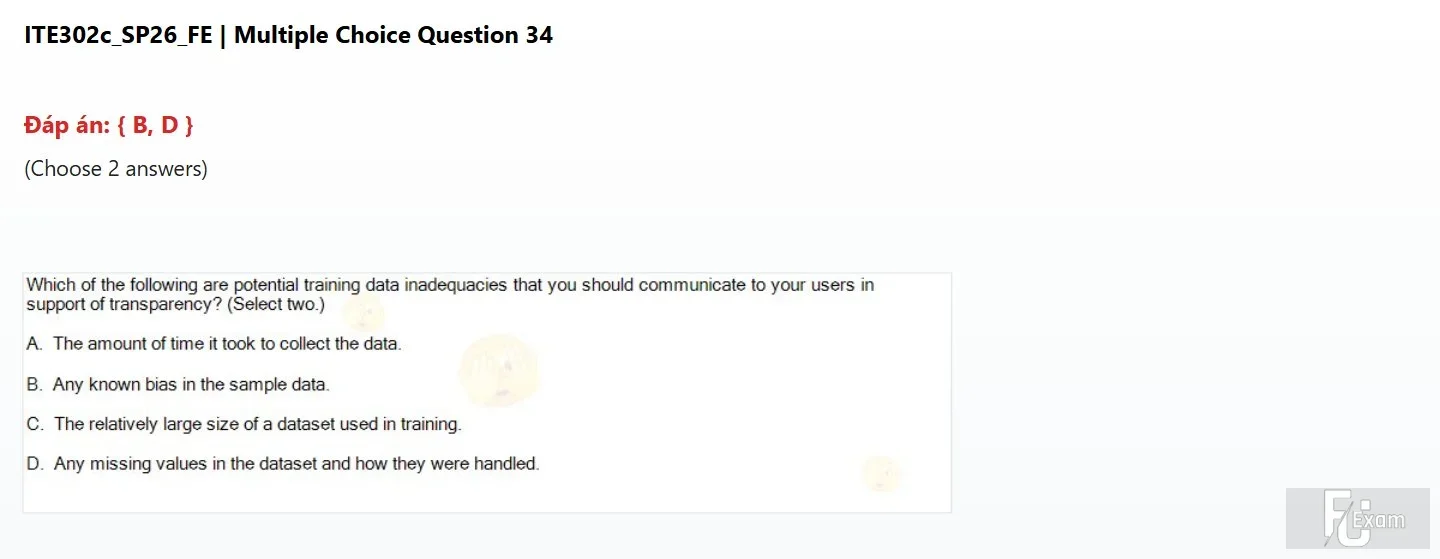 ITE302c_SP26_FE | Multiple Choice Question 34
Đáp án: { B, D }
(Choose 2 answers)
Which of the following are potential training data inadequacies that you should communicate to your users in
support of transparency? (Select two.)
A. The amount of time it took to collect the data.
B. Any known bias in the sample data.
C. The relatively large size of a dataset used in training.
D. Any missing values in the dataset and how they were handled.
FU Exam